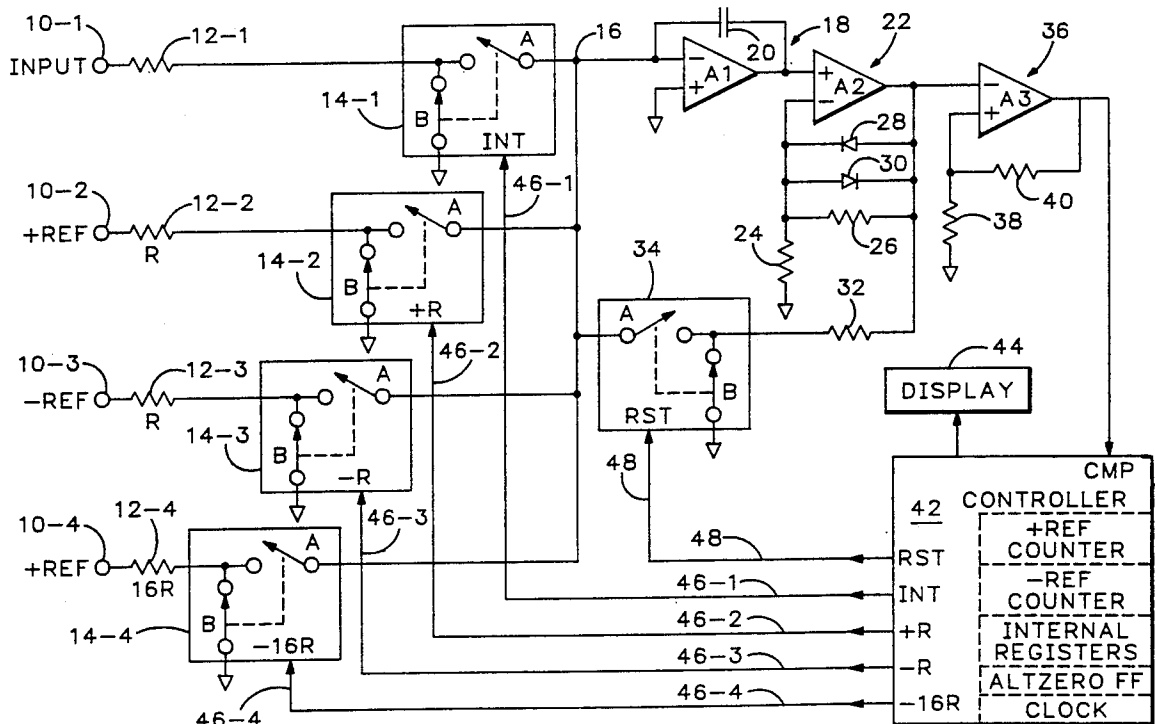 10-1
12-1
INPUT
A
B
INT
14-1
16
18
20
22
36
- + A1
+ - A2
- + A3
28
30
26
24
40
38
32
10-2
12-2
+REF
R
A
B
+R
14-2
46-1
34
A
B
RST
10-3
12-3
-REF
R
A
B
-R
14-3
46-2
48
44
DISPLAY
10-4
12-4
+REF
16R
A
B
-16R
14-4
46-3
46-4
48
46-1
46-2
46-3
46-4
CMP
42
CONTROLLER
RST
INT
+R
-R
-16R
+REF
COUNTER
-REF
COUNTER
INTERNAL
REGISTERS
ALTZERO FF
CLOCK